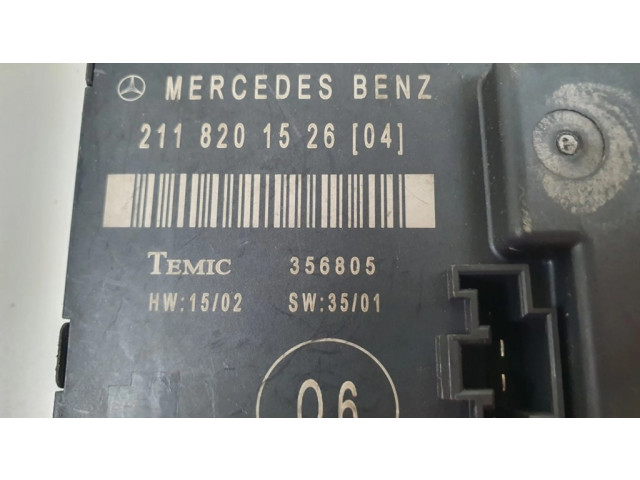 MERCEDES BENZ
211 820 15 26 [04]
TEMIC 356805
HW:15/02 SW:35/01
06